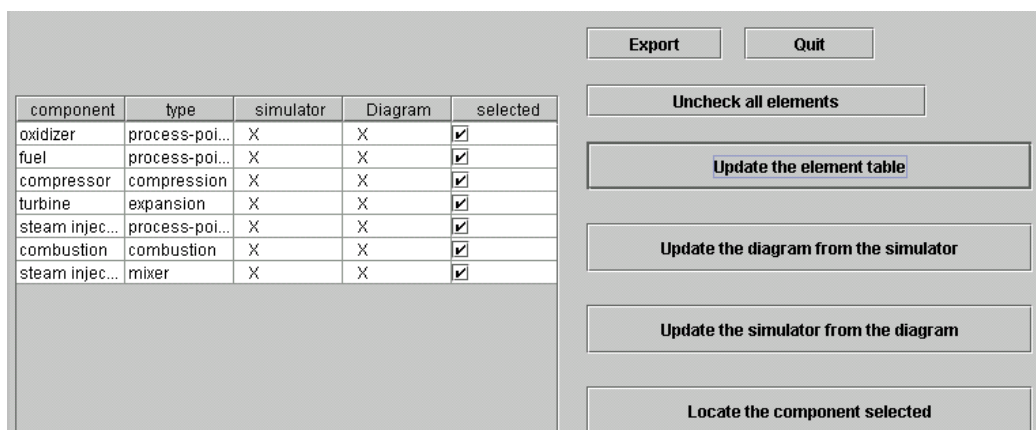 Export Quit
Uncheck all elements
component type simulator Diagram selected
oxidizer process-poi... X X
fuel process-poi... X X
compressor compression X X
turbine expansion X X
steam injec... process-poi... X X
combustion combustion X X
steam injec... mixer X X
Update the element table
Update the diagram from the simulator
Update the simulator from the diagram
Locate the component selected